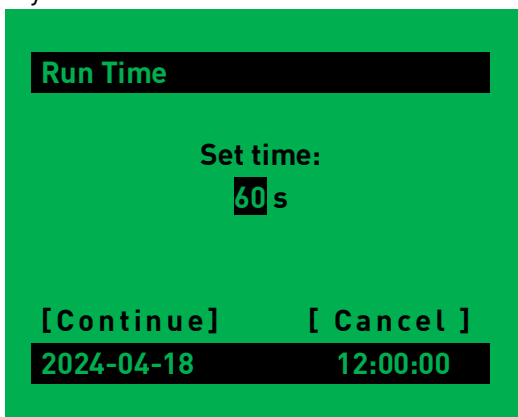 Run Time
Set time:
60 s
[Continue] [ Cancel ]
2024-04-18 12:00:00